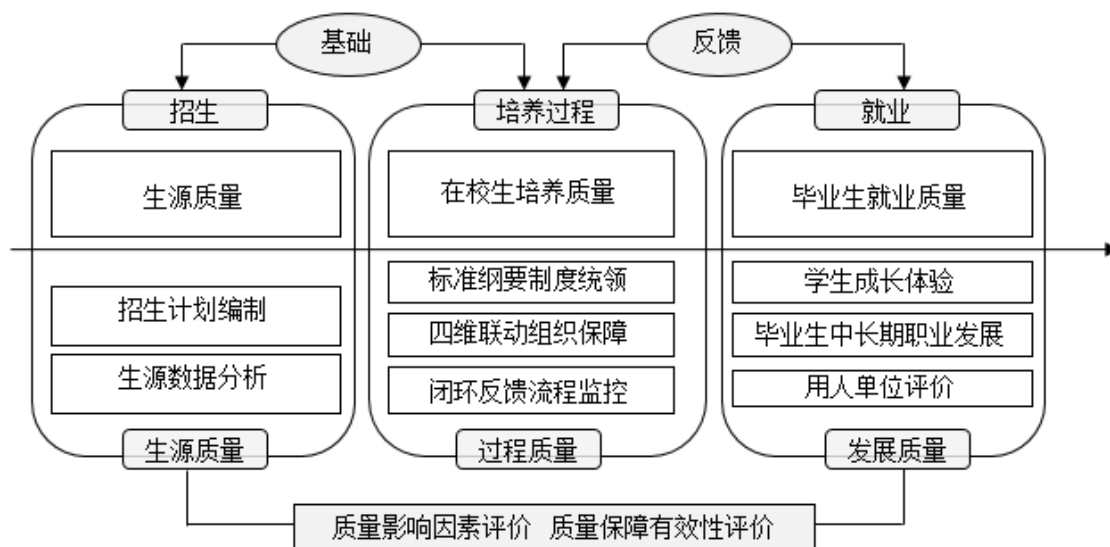 基础
反馈
招生
培养过程
就业
生源质量
在校生培养质量
毕业生就业质量
招生计划编制
生源数据分析
标准纲要制度统领
四维联动组织保障
闭环反馈流程监控
学生成长体验
毕业生中长期职业发展
用人单位评价
生源质量
过程质量
发展质量
质量影响因素评价 质量保障有效性评价